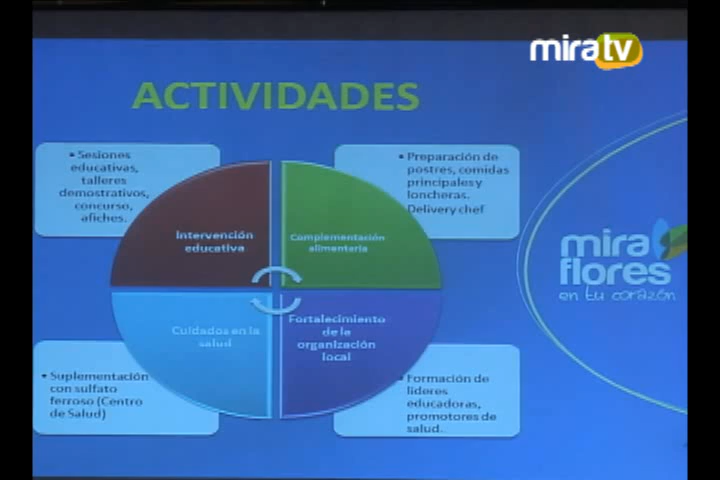 miratv
ACTIVIDADES
• Sesiones
educativas,
talleres
demostrativos,
concurso,
afiches.
• Preparación de
postres, comidas
principales y
loncheras.
Delivery chef
Intervención
educativa
Complementación
alimentaria
Cuidados en la
salud
Fortalecimiento
de la
organización
local
• Suplementación
con sulfato
ferroso (Centro
de Salud)
• Formación de
lideres
educadoras,
promotores de
salud.
mira
flores
en tu corazón